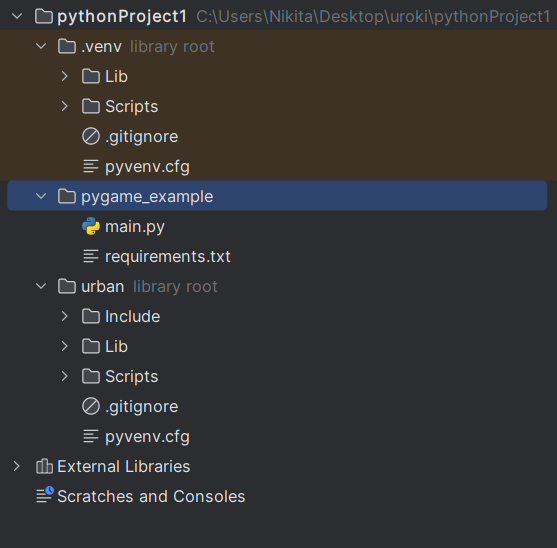 pythonProject1 C:\Users\Nikita\Desktop\uroki\pythonProject1
.venv library root
Lib
Scripts
.gitignore
pyvenv.cfg
pygame_example
main.py
requirements.txt
urban library root
Include
Lib
Scripts
.gitignore
pyvenv.cfg
External Libraries
Scratches and Consoles